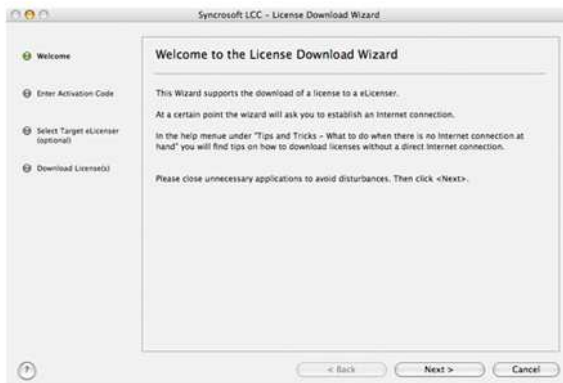 Syncrosoft LCC - License Download Wizard
Welcome
Enter Activation Code
Select Target eLicenser
(optional)
Download License(s)
Welcome to the License Download Wizard
This Wizard supports the download of a license to a eLicenser.
At a certain point the wizard will ask you to establish an Internet connection.
In the help menue under "Tips and Tricks - What to do when there is no Internet connection at
hand" you will find tips on how to download licenses without a direct Internet connection.
Please close unnecessary applications to avoid disturbances. Then click <Next>.
?
< Back
Next >
Cancel